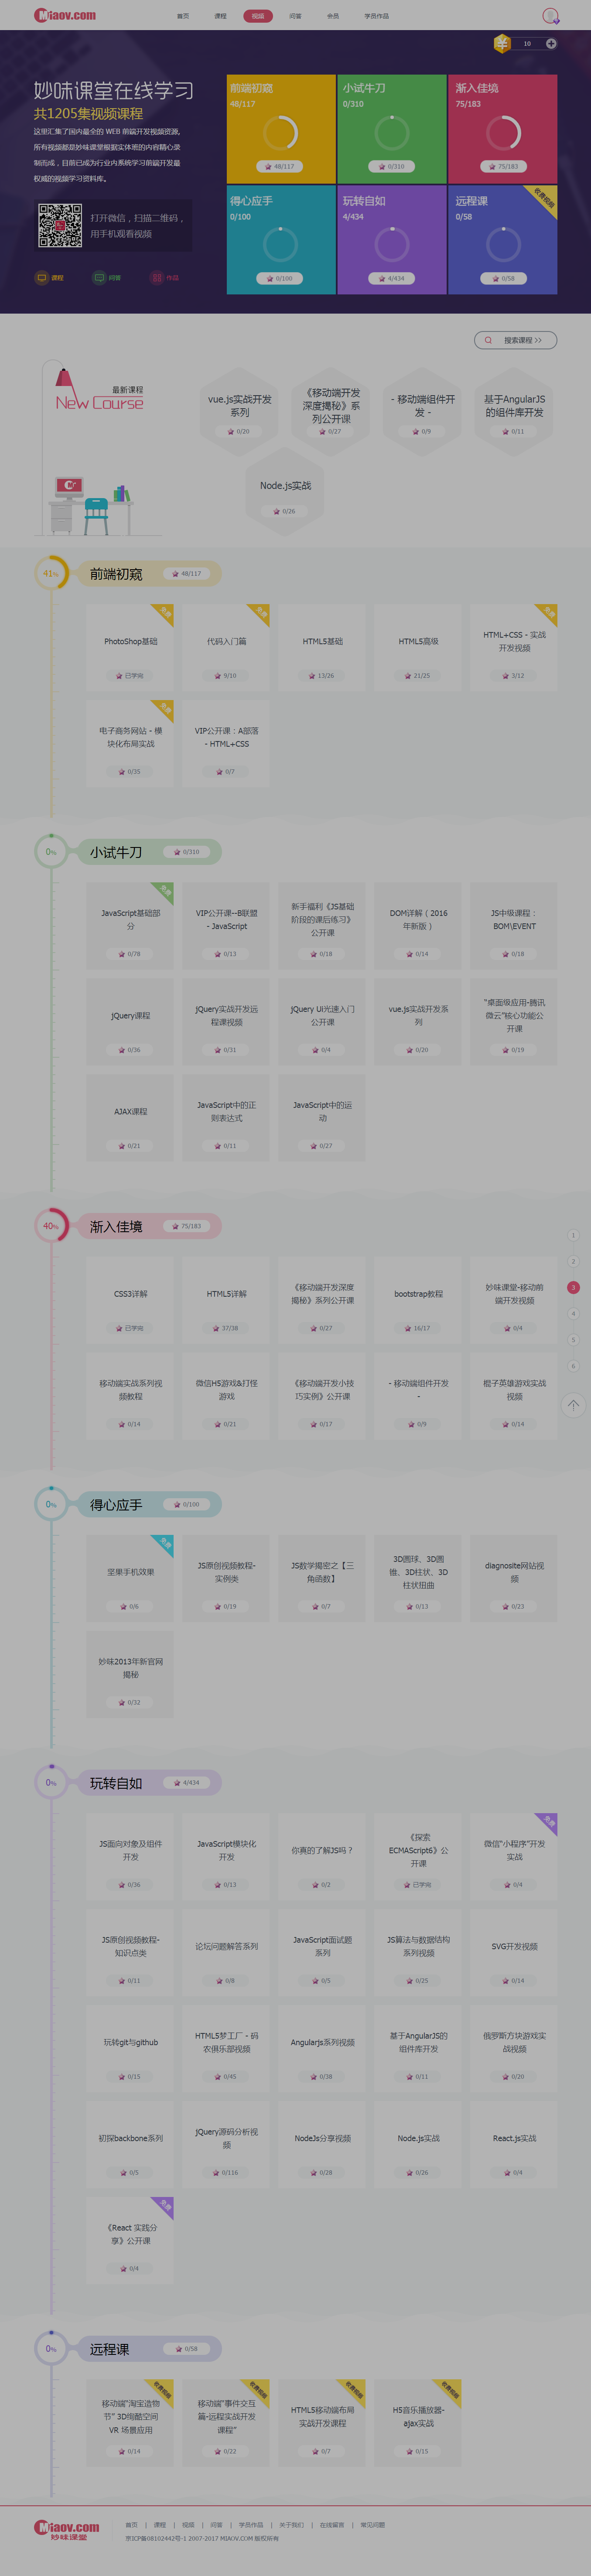 Miaov.com
首页 课程 视频 问答 会员 学员作品
10
妙味课堂在线学习
共1205集视频课程
这里汇集了国内最全的 WEB 前端开发视频资源,
所有视频都是妙味课堂根据实体班的内容精心录
制而成，目前已成为行业内系统学习前端开发最
权威的视频学习资料库。
打开微信，扫描二维码，
用手机观看视频
课程 问答 作品
前端初窥
48/117
48/117
小试牛刀
0/310
0/310
渐入佳境
75/183
75/183
得心应手
0/100
0/100
玩转自如
4/434
4/434
远程课
0/58
收费视频
0/58
搜索课程 >>
最新课程
New Course
vue.js实战开发
系列
0/20
《移动端开发
深度揭秘》系
列公开课
0/27
- 移动端组件开
发 -
0/9
基于AngularJS
的组件库开发
0/11
Node.js实战
0/26
41%
前端初窥
48/117
免费
PhotoShop基础
已学完
免费
代码入门篇
9/10
HTML5基础
13/26
HTML5高级
21/25
免费
HTML+CSS - 实战
开发视频
3/12
免费
电子商务网站 - 模
块化布局实战
0/35
VIP公开课：A部落
- HTML+CSS
0/7
0%
小试牛刀
0/310
免费
JavaScript基础部
分
0/78
VIP公开课--B联盟
- JavaScript
0/13
新手福利《JS基础
阶段的课后练习》
公开课
0/18
DOM详解（2016
年新版）
0/14
JS中级课程：
BOM\EVENT
0/18
jQuery课程
0/36
jQuery实战开发远
程课视频
0/31
jQuery UI光速入门
公开课
0/4
vue.js实战开发系
列
0/20
“桌面级应用-腾讯
微云”核心功能公
开课
0/19
AJAX课程
0/21
JavaScript中的正
则表达式
0/11
JavaScript中的运
动
0/27
40%
渐入佳境
75/183
CSS3详解
已学完
HTML5详解
37/38
《移动端开发深度
揭秘》系列公开课
0/27
bootstrap教程
16/17
妙味课堂-移动前
端开发视频
0/4
移动端实战系列视
频教程
0/14
微信H5游戏&打怪
游戏
0/21
《移动端开发小技
巧实例》公开课
0/17
- 移动端组件开发
-
0/9
棍子英雄游戏实战
视频
0/14
1
2
3
4
5
6
0%
得心应手
0/100
免费
坚果手机效果
0/6
JS原创视频教程-
实例类
0/19
JS数学揭密之【三
角函数】
0/7
3D圆球、3D圆
锥、3D柱状、3D
柱状扭曲
0/13
diagnosite网站视
频
0/23
妙味2013年新官网
揭秘
0/32
0%
玩转自如
4/434
JS面向对象及组件
开发
0/36
JavaScript模块化
开发
0/13
你真的了解JS吗？
0/2
《探索
ECMAScript6》公
开课
已学完
免费
微信“小程序”开发
实战
0/4
JS原创视频教程-
知识点类
0/11
论坛问题解答系列
0/8
JavaScript面试题
系列
0/5
JS算法与数据结构
系列视频
0/25
SVG开发视频
0/14
玩转git与github
0/15
HTML5梦工厂 - 码
农俱乐部视频
0/45
Angularjs系列视频
0/38
基于AngularJS的
组件库开发
0/11
俄罗斯方块游戏实
战视频
0/20
初探backbone系列
0/5
jQuery源码分析视
频
0/116
NodeJs分享视频
0/28
Node.js实战
0/26
React.js实战
0/4
免费
《React 实践分
享》公开课
0/4
0%
远程课
0/58
收费视频
移动端“淘宝造物
节” 3D绚酷空间
VR 场景应用
0/14
收费视频
移动端“事件交互
篇-远程实战开发
课程”
0/22
收费视频
HTML5移动端布局
实战开发课程
0/7
收费视频
H5音乐播放器-
ajax实战
0/15
Miaov.com
妙味课堂
首页 | 课程 | 视频 | 问答 | 学员作品 | 关于我们 | 在线留言 | 常见问题
京ICP备08102442号-1 2007-2017 MIAOV.COM 版权所有